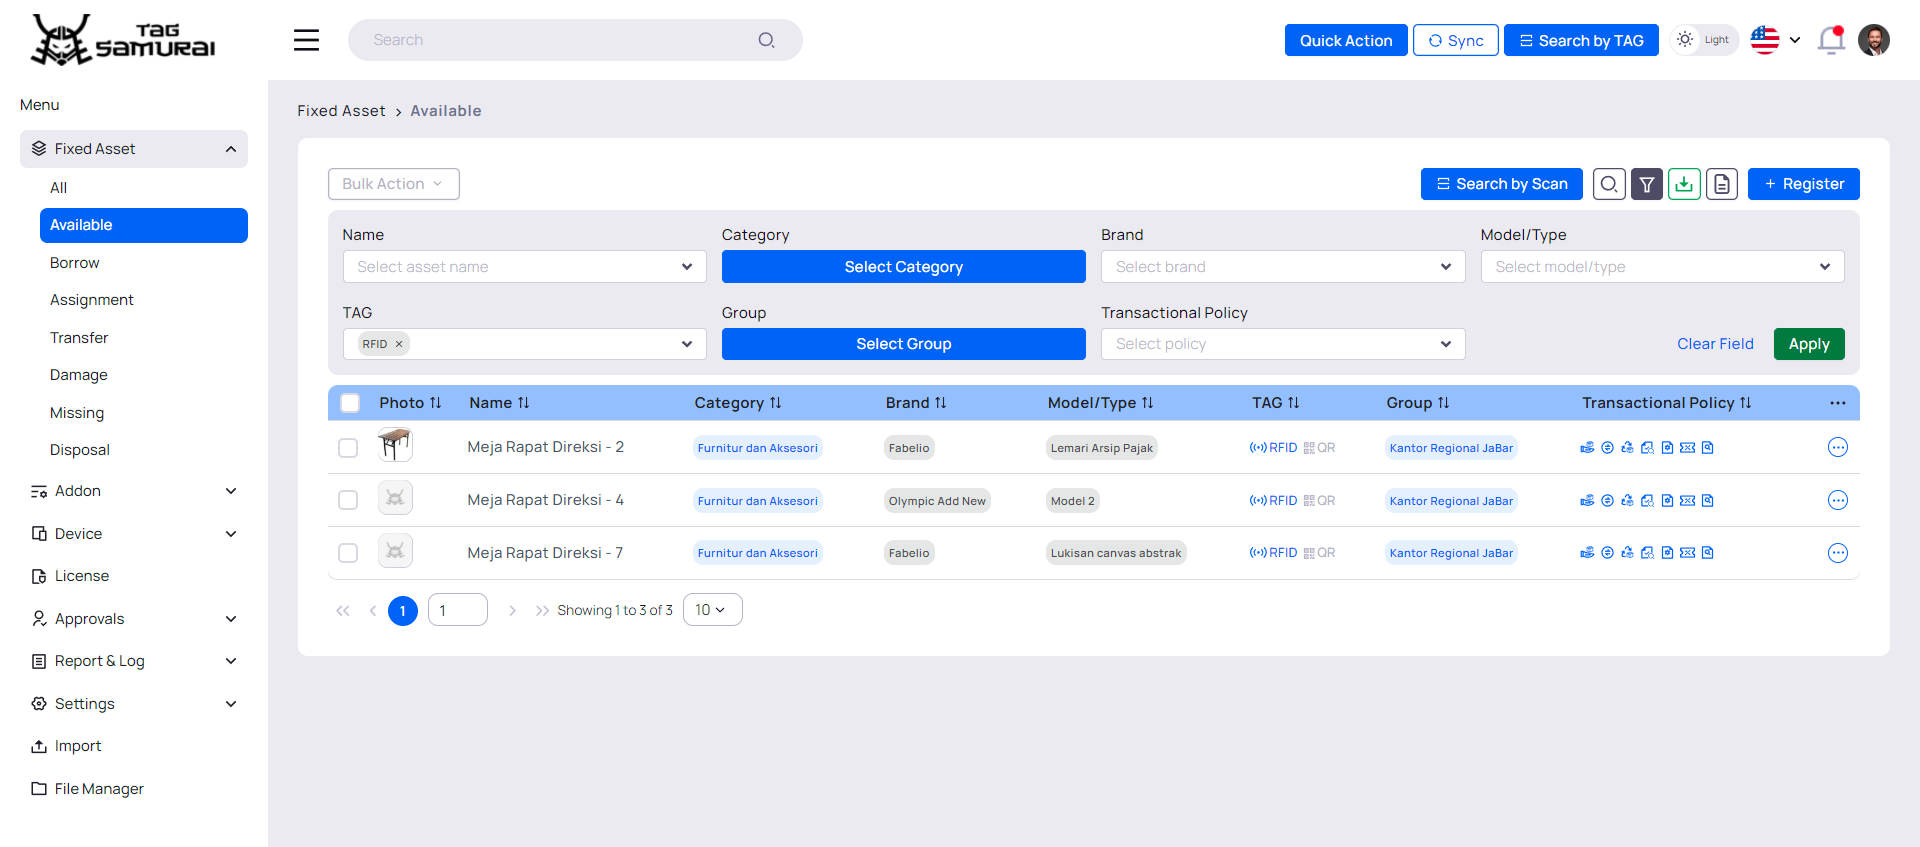 TAG SAMURAI
Search
Quick Action
Sync
Search by TAG
Light
Menu
Fixed Asset
All
Available
Borrow
Assignment
Transfer
Damage
Missing
Disposal
Addon
Device
License
Approvals
Report & Log
Settings
Import
File Manager
Fixed Asset > Available
Bulk Action
Search by Scan
+ Register
Name
Category
Brand
Model/Type
Select asset name
Select Category
Select brand
Select model/type
TAG
Group
Transactional Policy
RFID ×
Select Group
Select policy
Clear Field
Apply
Photo Name Category Brand Model/Type TAG Group Transactional Policy
Meja Rapat Direksi - 2 Furnitur dan Aksesori Fabelio Lemari Arsip Pajak RFID QR Kantor Regional JaBar
Meja Rapat Direksi - 4 Furnitur dan Aksesori Olympic Add New Model 2 RFID QR Kantor Regional JaBar
Meja Rapat Direksi - 7 Furnitur dan Aksesori Fabelio Lukisan canvas abstrak RFID QR Kantor Regional JaBar
1 1 Showing 1 to 3 of 3 10